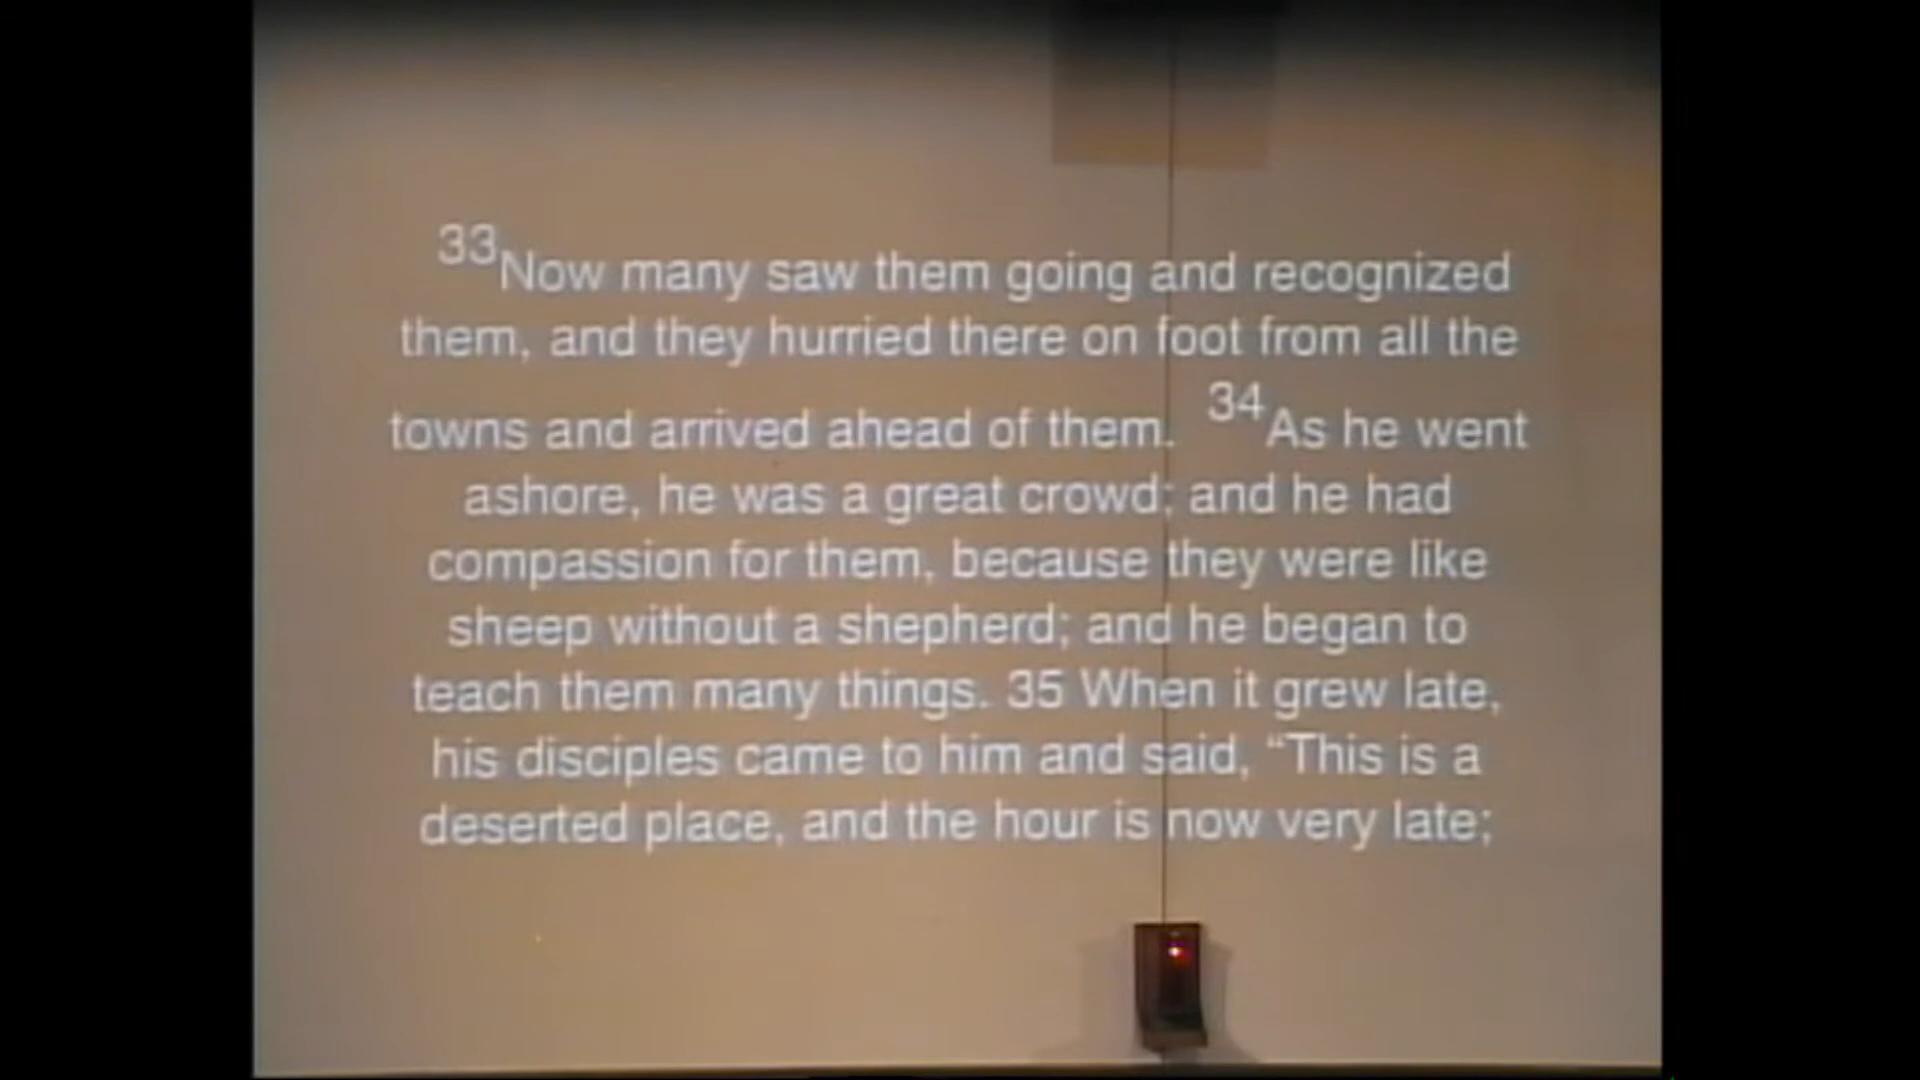 33Now many saw them going and recognized
them, and they hurried there on foot from all the
towns and arrived ahead of them. 34As he went
ashore, he was a great crowd; and he had
compassion for them, because they were like
sheep without a shepherd; and he began to
teach them many things. 35 When it grew late,
his disciples came to him and said, “This is a
deserted place, and the hour is now very late;